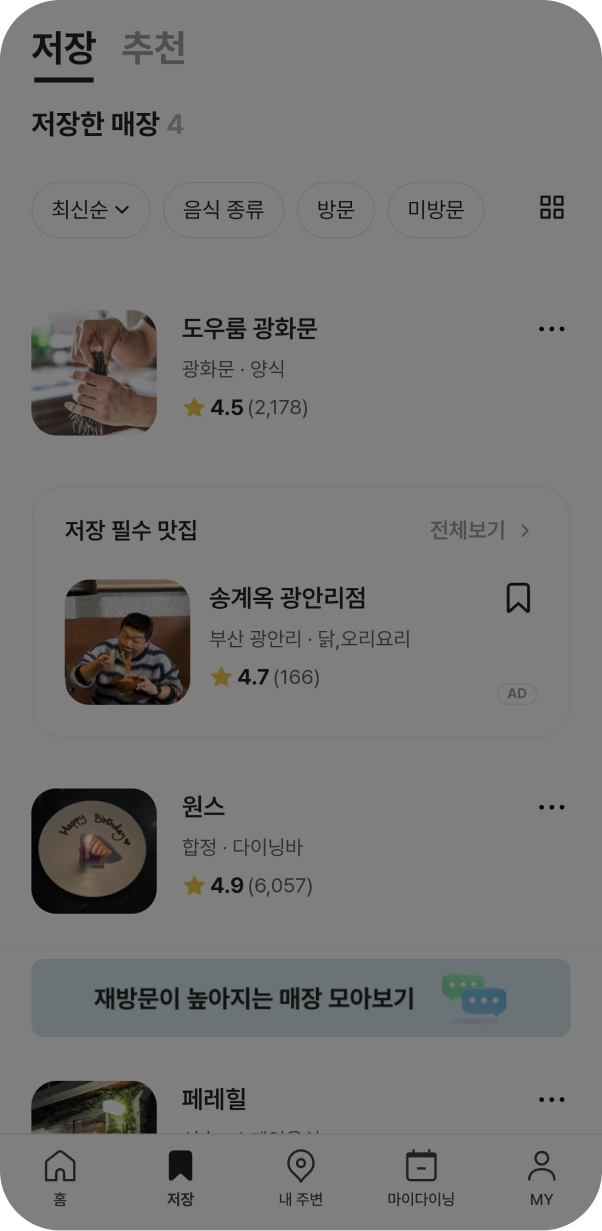 저장 추천
저장한 매장 4
최신순 음식 종류 방문 미방문
도우룸 광화문
광화문 · 양식
4.5 (2,178)
저장 필수 맛집 전체보기
송계옥 광안리점
부산 광안리 · 닭,오리요리
4.7 (166)
AD
원스
합정 · 다이닝바
4.9 (6,057)
Happy Birthday
재방문이 높아지는 매장 모아보기
페레힐
홈 저장 내 주변 마이다이닝 MY